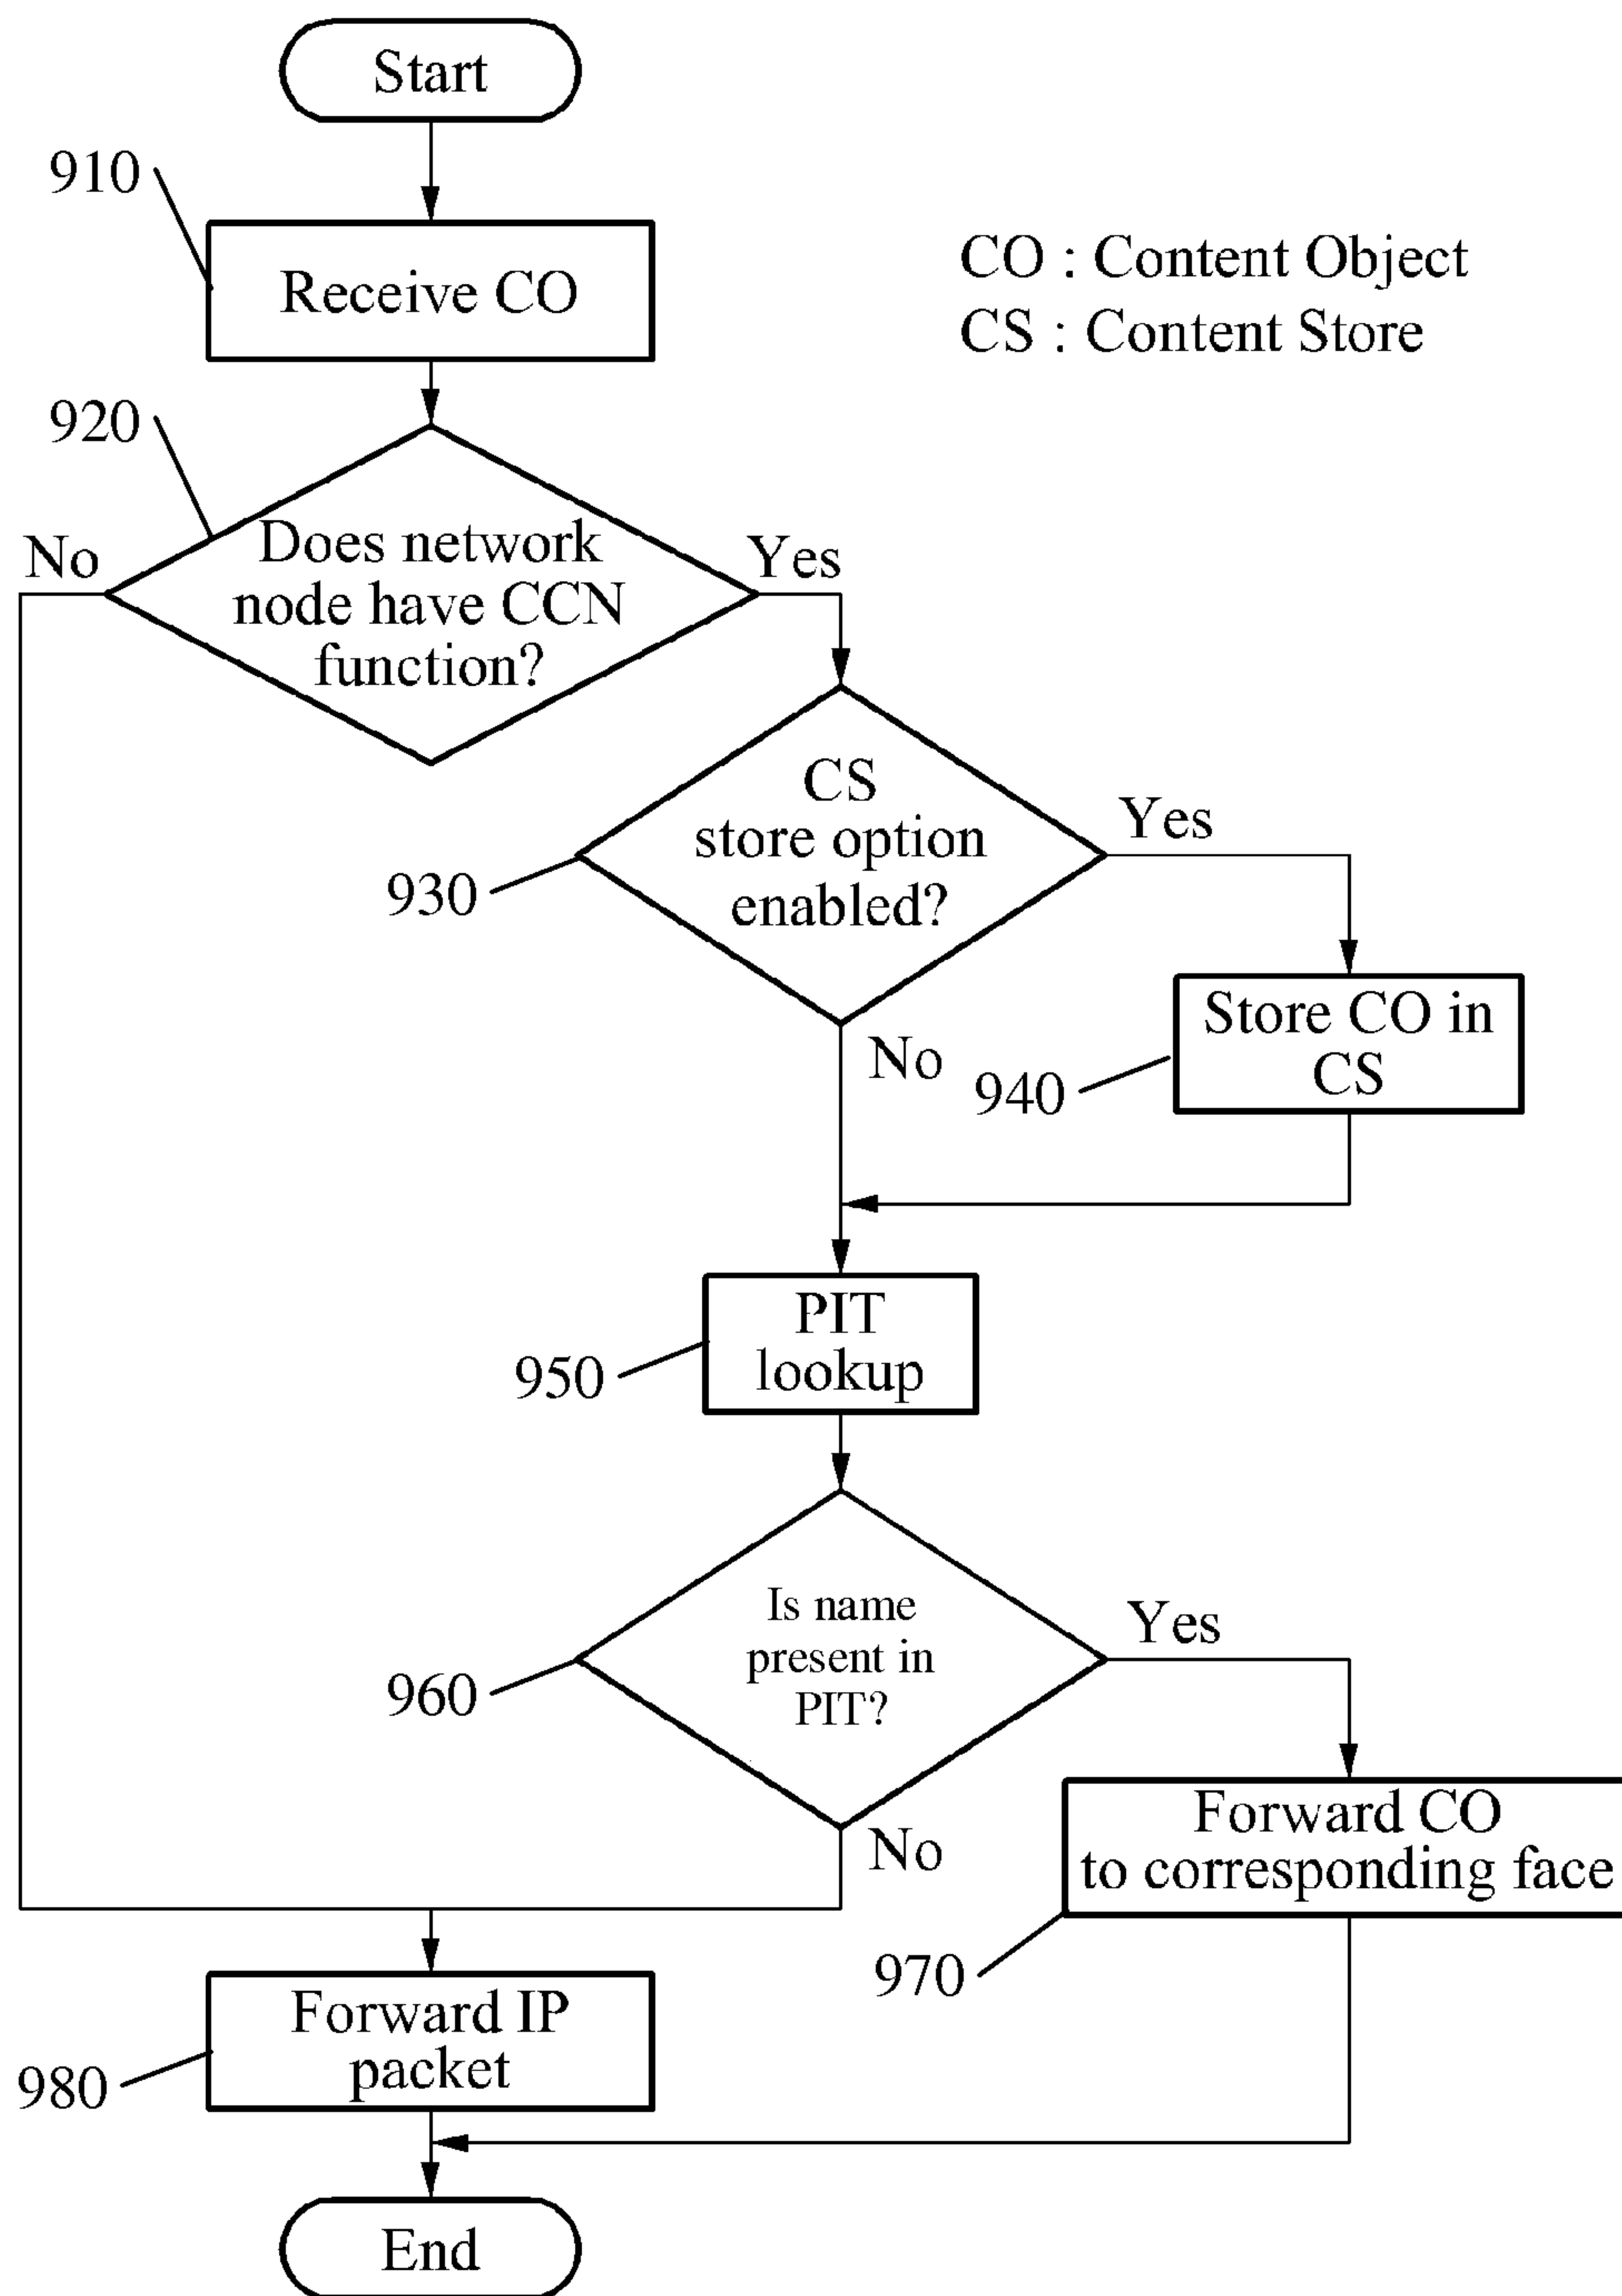 Start
910
Receive CO
CO : Content Object
CS : Content Store
920
No
Does network
node have CCN
function?
Yes
CS
store option
enabled?
Yes
930
No
Store CO in
CS
940
PIT
lookup
950
Is name
present in
PIT?
Yes
960
No
Forward CO
to corresponding face
970
Forward IP
packet
980
End